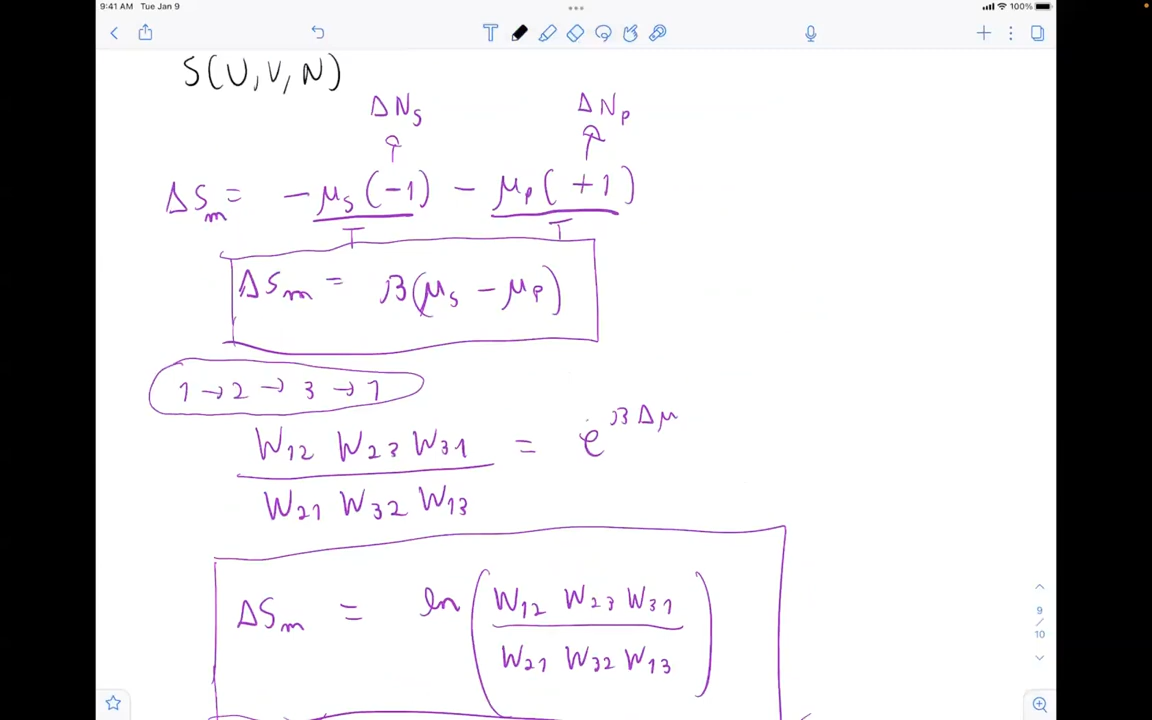 9:41 AM Tue Jan 9
100%
S(U,V,N)
ΔN_S ΔN_P
ΔS_m = -μ_S(-1) - μ_P(+1)
T T
ΔS_m = β(μ_S - μ_P)
1→2→3→1
W_12 W_23 W_31 = e^{βΔμ}
W_21 W_32 W_13
ΔS_m = ln(W_12 W_23 W_31
W_21 W_32 W_13)
9
/
10